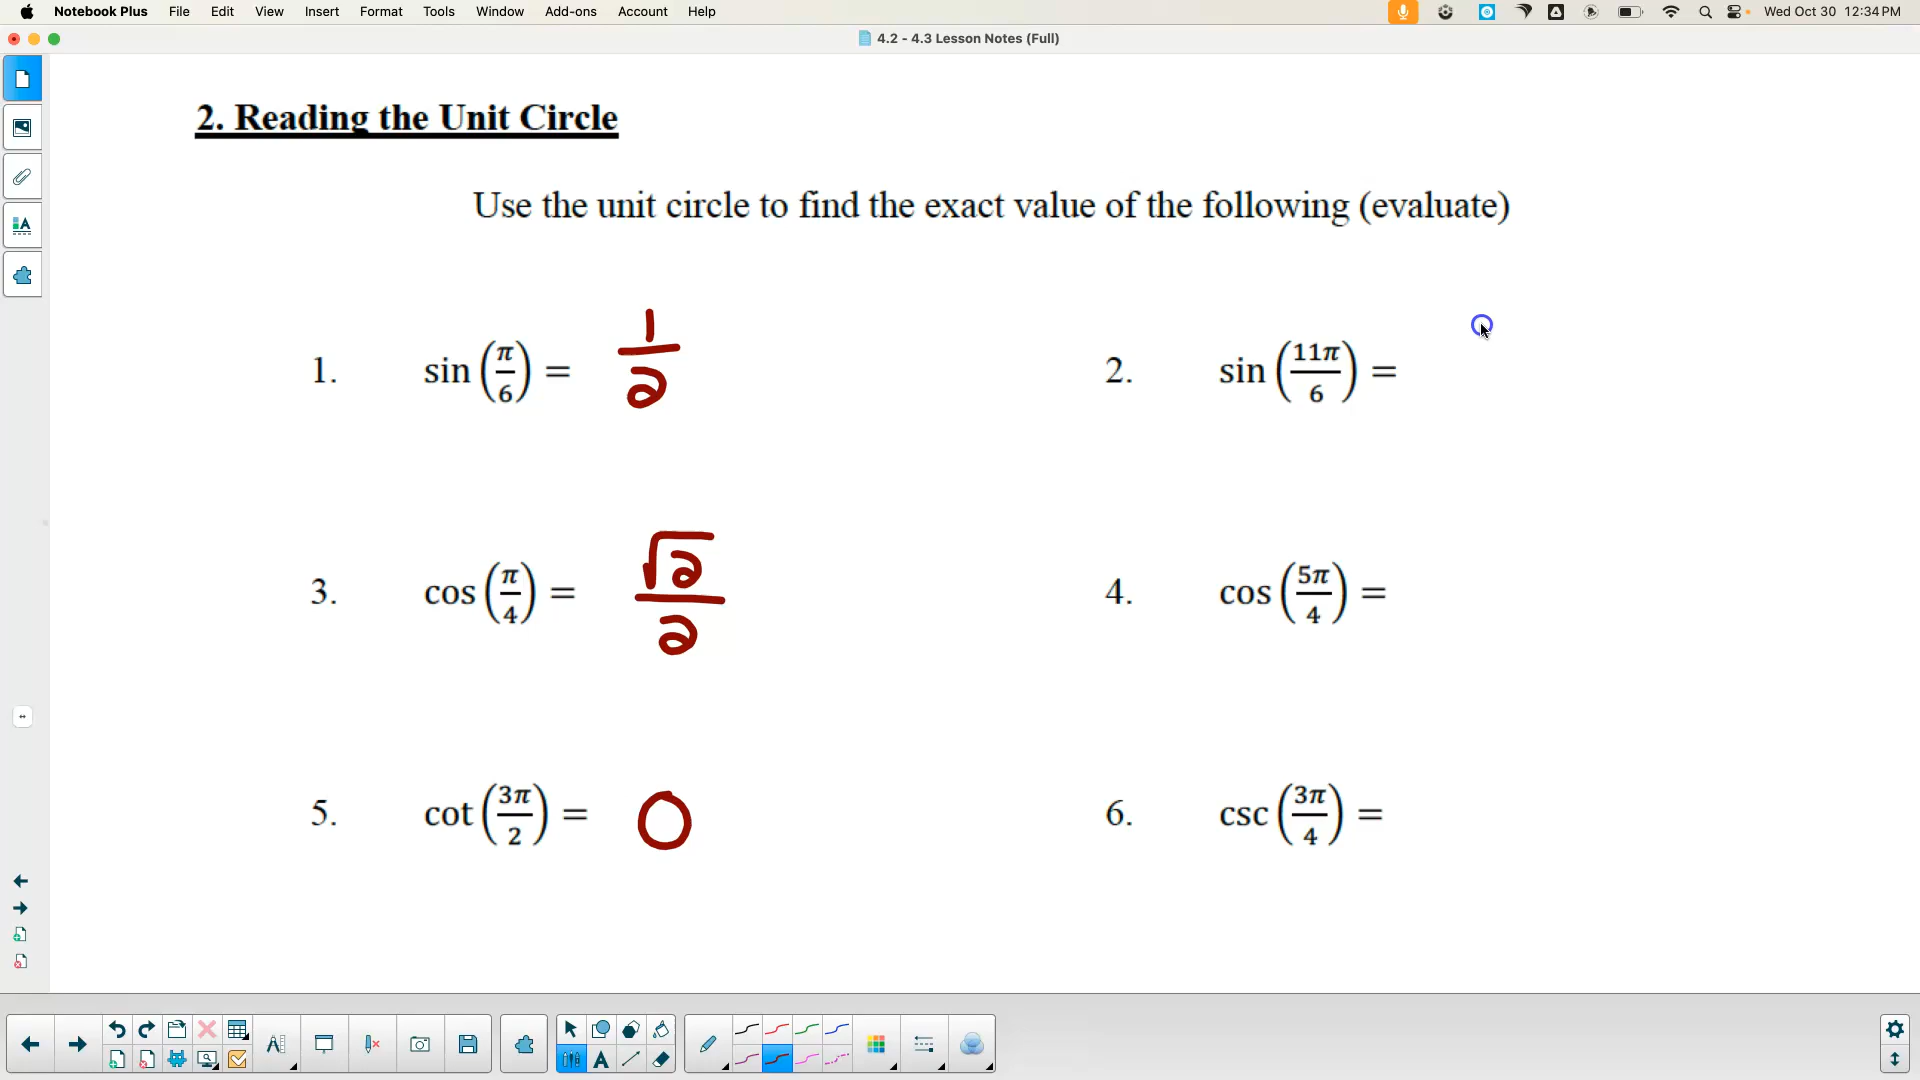 Notebook Plus File Edit View Insert Format Tools Window Add-ons Account Help Wed Oct 30 12:34 PM
4.2 - 4.3 Lesson Notes (Full)
2. Reading the Unit Circle
Use the unit circle to find the exact value of the following (evaluate)
1. sin(π/6) = 1/2
2. sin(11π/6) =
3. cos(π/4) = √2/2
4. cos(5π/4) =
5. cot(3π/2) = 0
6. csc(3π/4) =